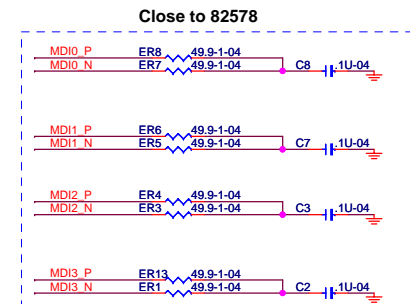 Close to 82578
MDI0_P ER8 49.9-1-04
MDI0_N ER7 49.9-1-04 C8 .1U-04
MDI1_P ER6 49.9-1-04
MDI1_N ER5 49.9-1-04 C7 .1U-04
MDI2_P ER4 49.9-1-04
MDI2_N ER3 49.9-1-04 C3 .1U-04
MDI3_P ER13 49.9-1-04
MDI3_N ER1 49.9-1-04 C2 .1U-04